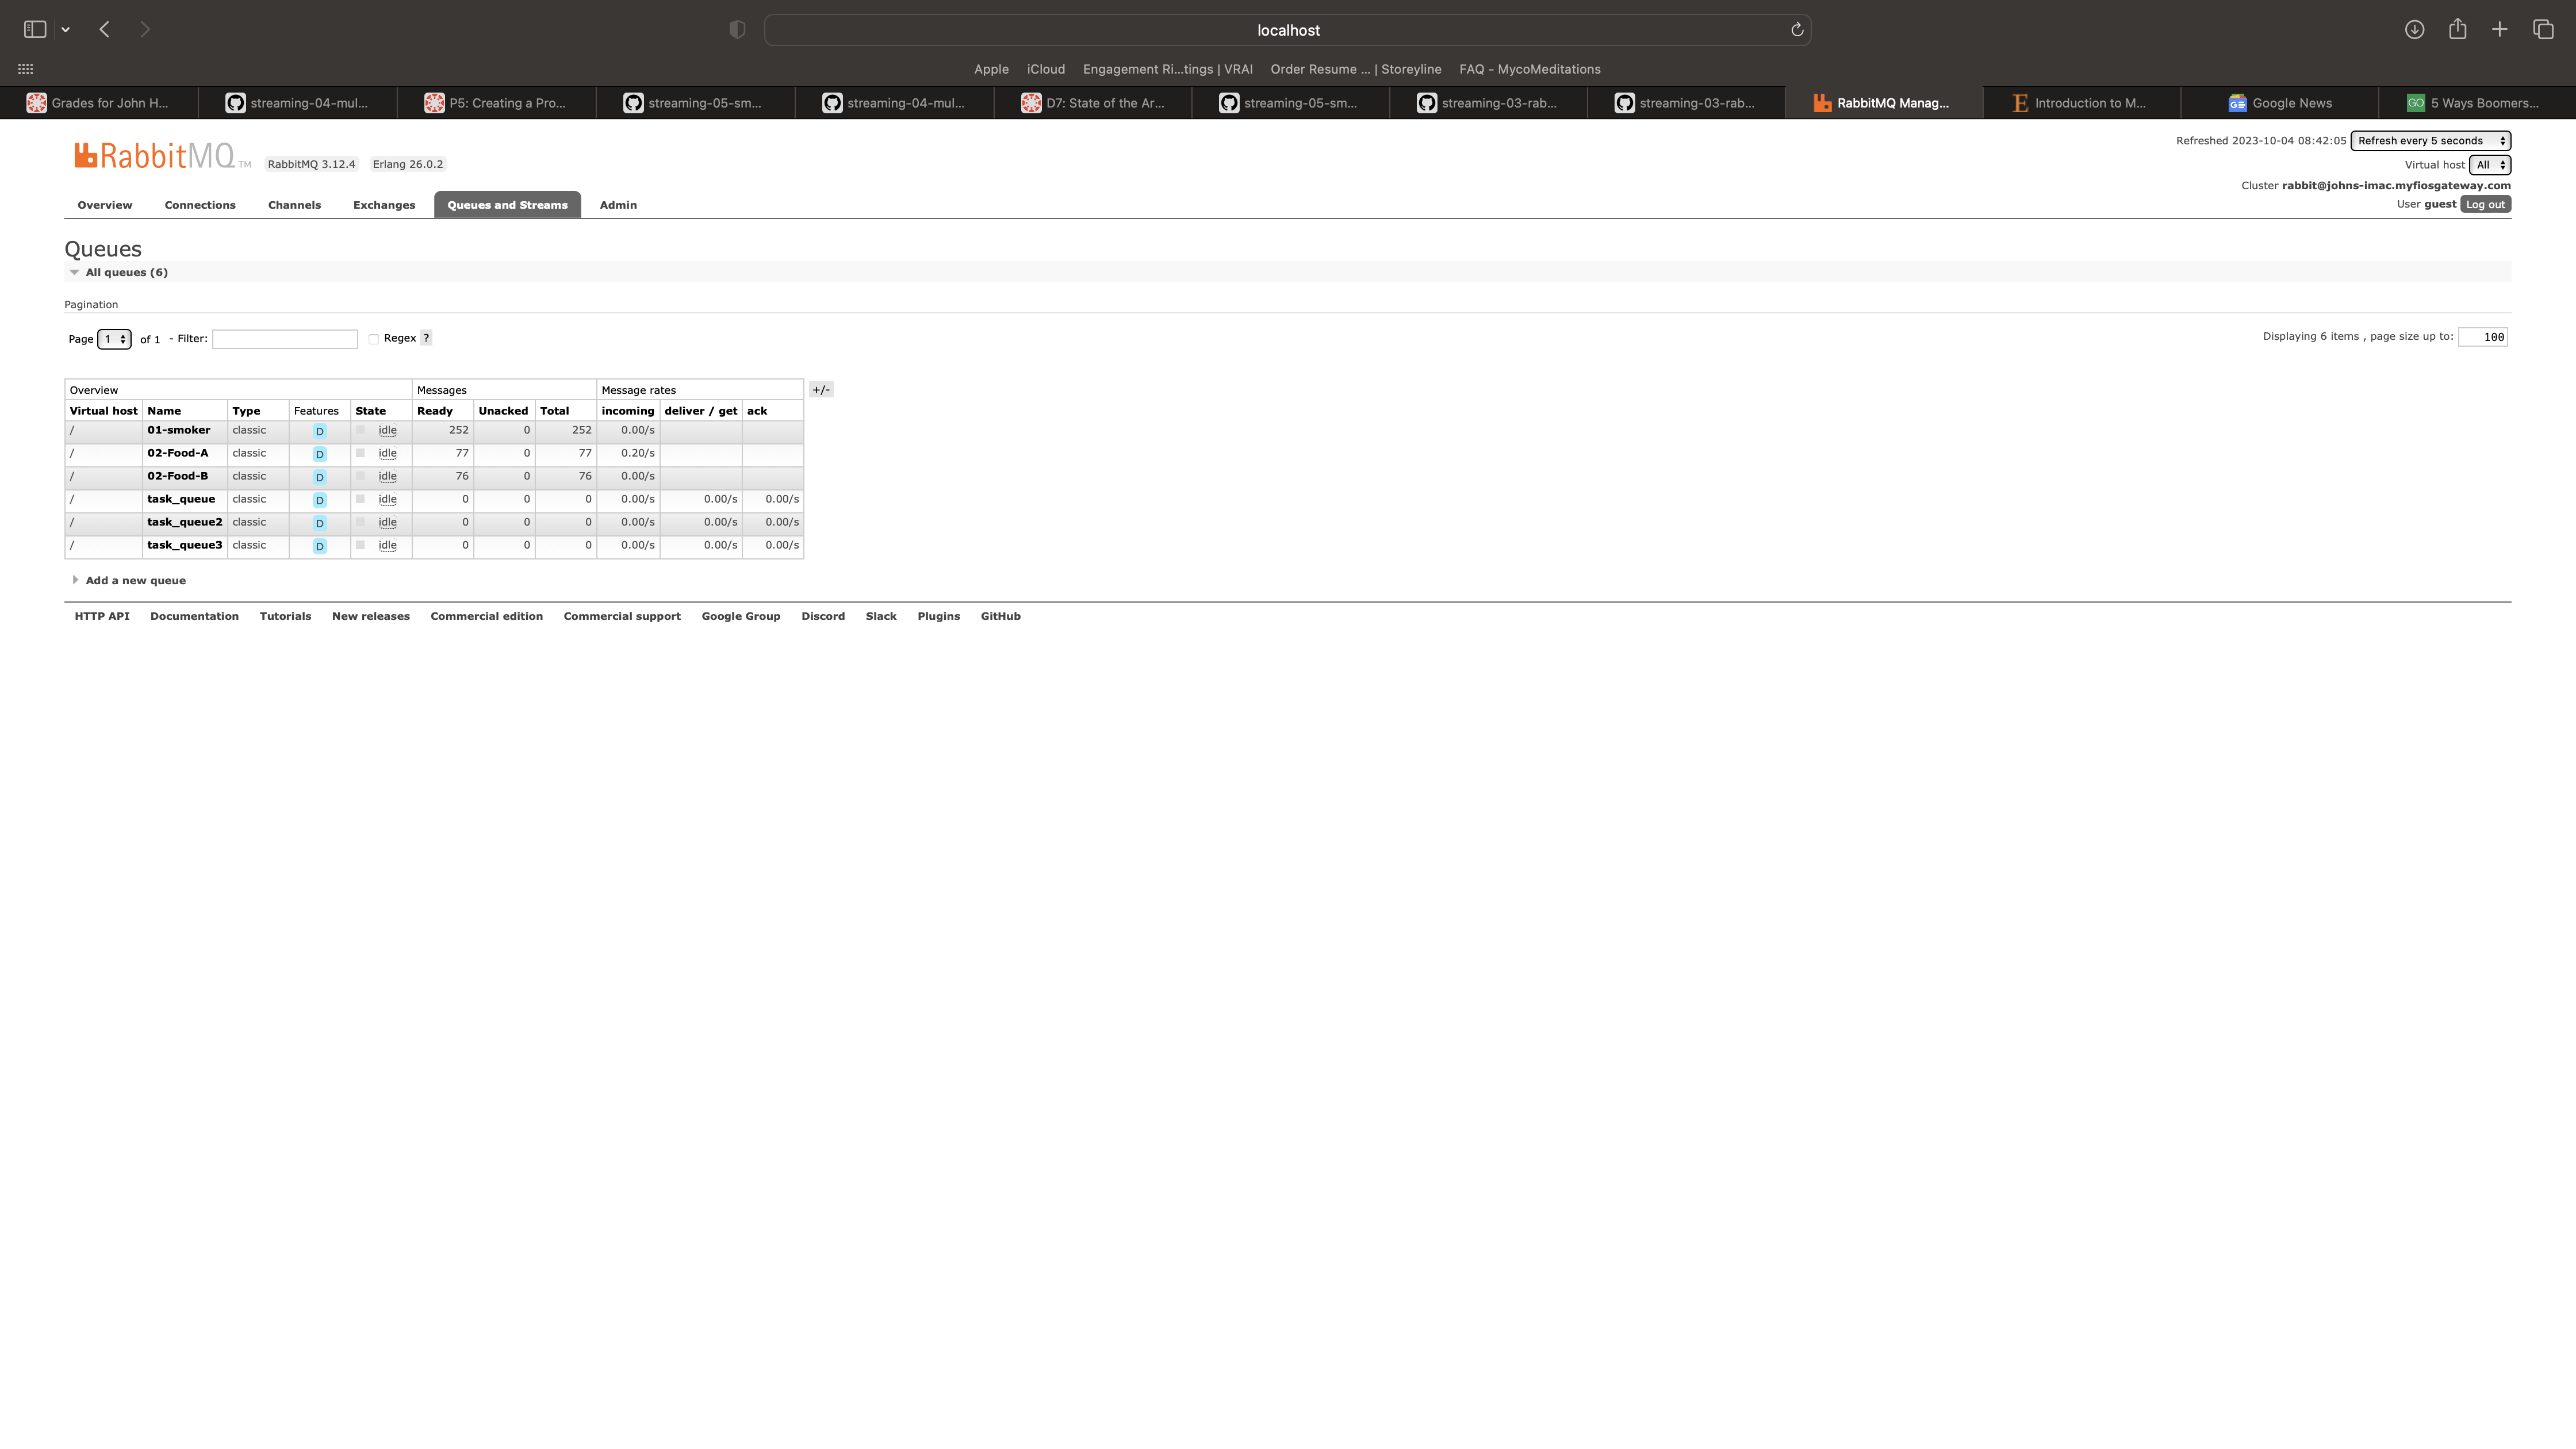 localhost
Apple iCloud Engagement Ri...tings | VRAI Order Resume ... | Storeyline FAQ - MycoMeditations
Grades for John H... streaming-04-mul... P5: Creating a Pro... streaming-05-sm... streaming-04-mul... D7: State of the Ar... streaming-05-sm... streaming-03-rab... streaming-03-rab... RabbitMQ Manag... E Introduction to M... GE Google News GO 5 Ways Boomers...
RabbitMQ TM RabbitMQ 3.12.4 Erlang 26.0.2
Refreshed 2023-10-04 08:42:05 Refresh every 5 seconds
Virtual host All
Cluster rabbit@johns-imac.myfiosgateway.com
User guest Log out
Overview Connections Channels Exchanges Queues and Streams Admin
Queues
All queues (6)
Pagination
Page 1 of 1 - Filter: Regex ? Displaying 6 items , page size up to: 100
Overview Messages Message rates +/-
Virtual host Name Type Features State Ready Unacked Total incoming deliver / get ack
/ 01-smoker classic D idle 252 0 252 0.00/s
/ 02-Food-A classic D idle 77 0 77 0.20/s
/ 02-Food-B classic D idle 76 0 76 0.00/s
/ task_queue classic D idle 0 0 0 0.00/s 0.00/s 0.00/s
/ task_queue2 classic D idle 0 0 0 0.00/s 0.00/s 0.00/s
/ task_queue3 classic D idle 0 0 0 0.00/s 0.00/s 0.00/s
Add a new queue
HTTP API Documentation Tutorials New releases Commercial edition Commercial support Google Group Discord Slack Plugins GitHub